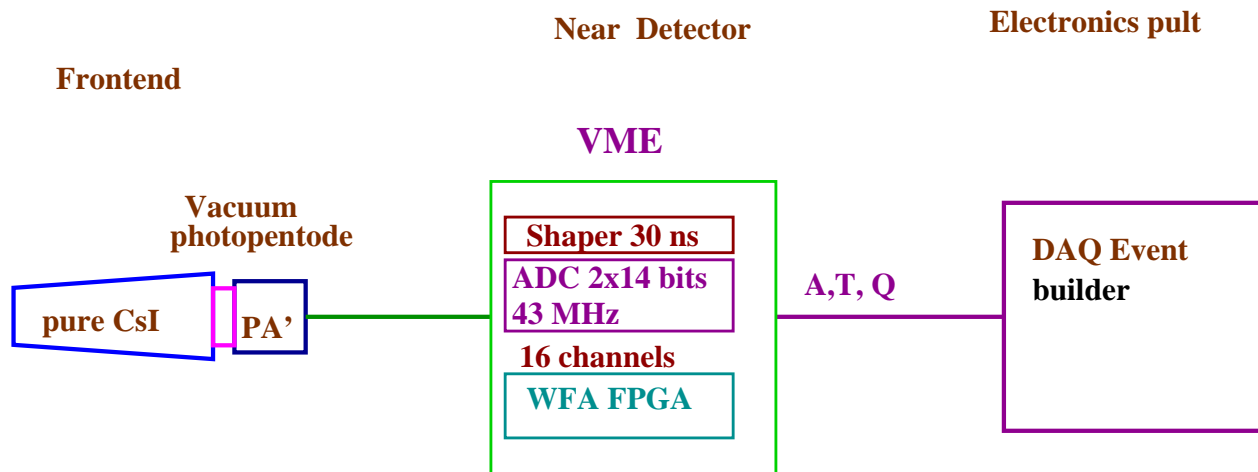 Near Detector
Electronics pult
Frontend
VME
Vacuum
photopentode
Shaper 30 ns
ADC 2x14 bits
43 MHz
16 channels
WFA FPGA
pure CsI
PA’
A,T, Q
DAQ Event
builder